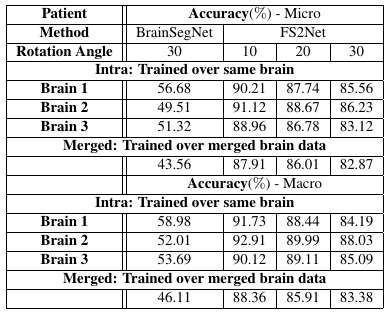 Patient Accuracy(%) - Micro
Method BrainSegNet FS2Net
Rotation Angle 30 10 20 30
Intra: Trained over same brain
Brain 1 56.68 90.21 87.74 85.56
Brain 2 49.51 91.12 88.67 86.23
Brain 3 51.32 88.96 86.78 83.12
Merged: Trained over merged brain data
43.56 87.91 86.01 82.87
Accuracy(%) - Macro
Intra: Trained over same brain
Brain 1 58.98 91.73 88.44 84.19
Brain 2 52.01 92.91 89.99 88.03
Brain 3 53.69 90.12 89.11 85.09
Merged: Trained over merged brain data
46.11 88.36 85.91 83.38